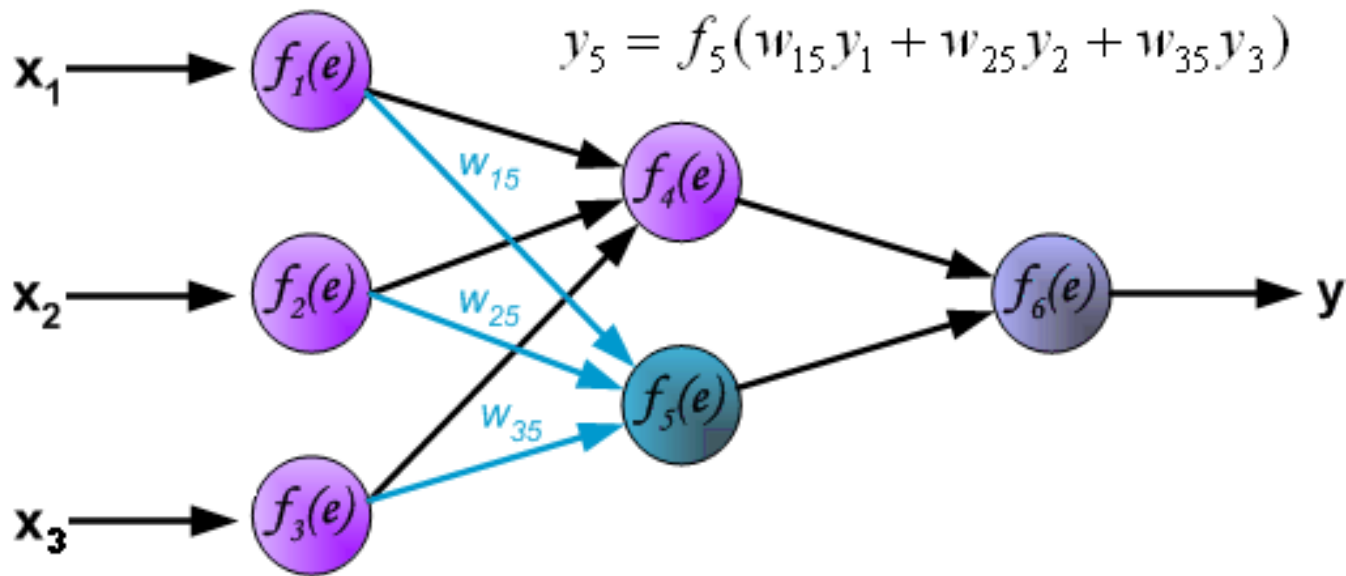 y₅ = f₅(w₁₅y₁ + w₂₅y₂ + w₃₅y₃)
x₁
f₁(e)
w₁₅
f₄(e)
x₂
f₂(e)
w₂₅
f₆(e)
y
w₃₅
f₅(e)
x₃
f₃(e)